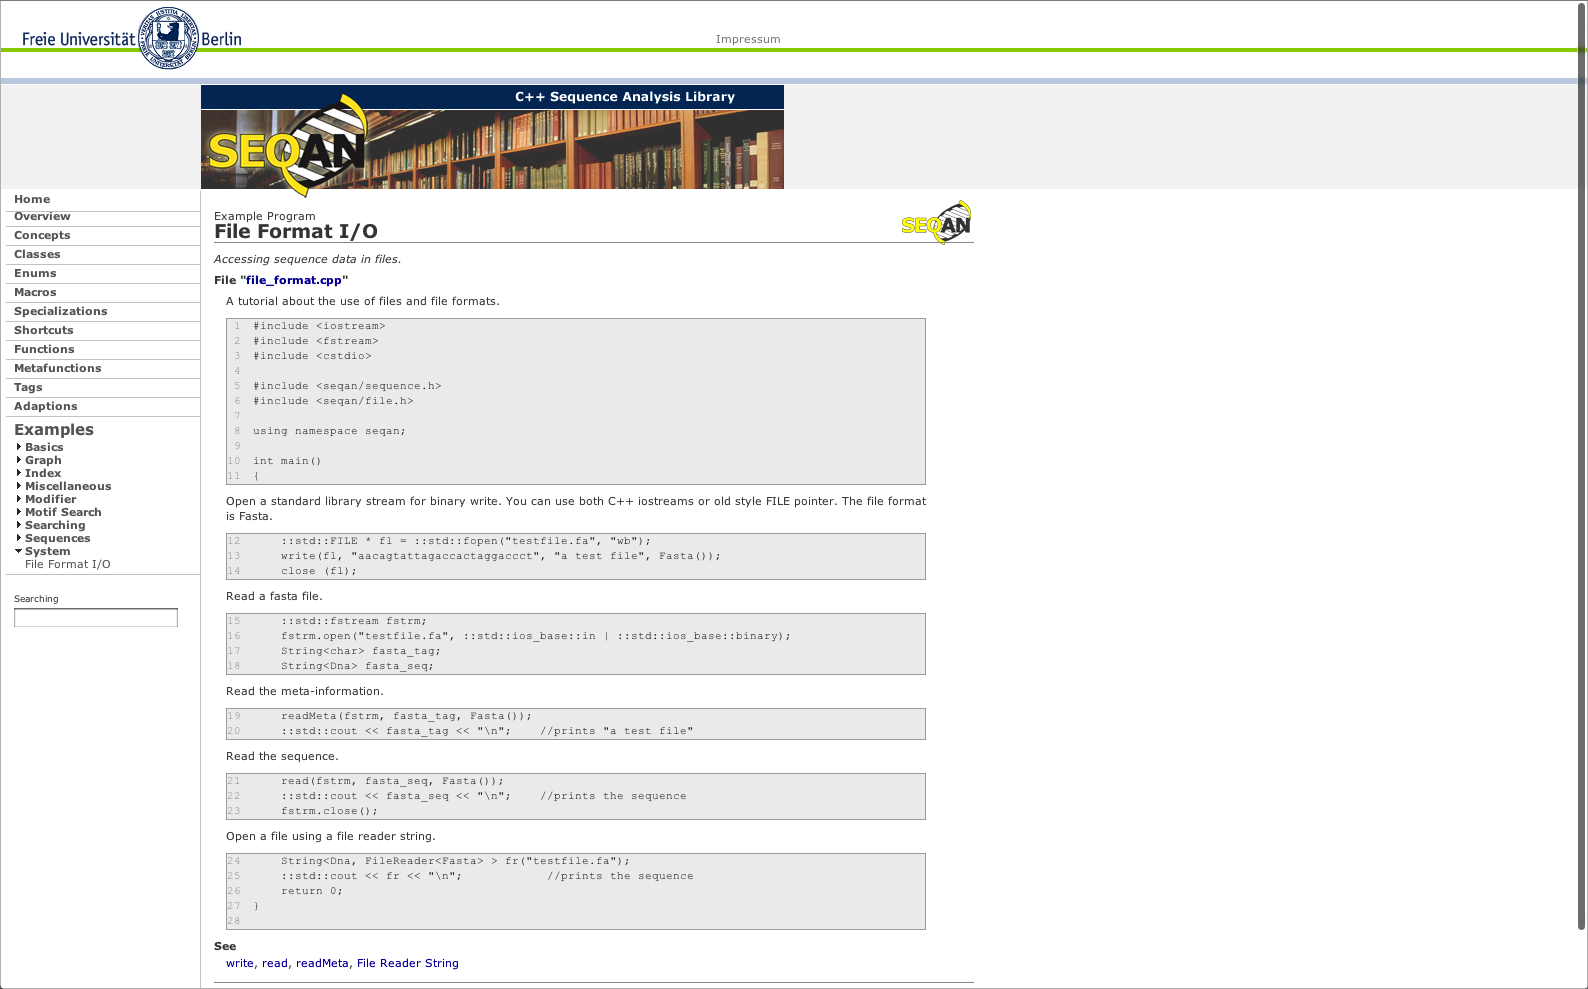 Freie Universität Berlin
Impressum
C++ Sequence Analysis Library
SEQAN
Home
Overview
Concepts
Classes
Enums
Macros
Specializations
Shortcuts
Functions
Metafunctions
Tags
Adaptions
Examples
Basics
Graph
Index
Miscellaneous
Modifier
Motif Search
Searching
Sequences
System
File Format I/O
Searching
Example Program
File Format I/O
SEQAN
Accessing sequence data in files.
File "file_format.cpp"
A tutorial about the use of files and file formats.
1 #include <iostream>
2 #include <fstream>
3 #include <cstdio>
4
5 #include <seqan/sequence.h>
6 #include <seqan/file.h>
7
8 using namespace seqan;
9
10 int main()
11 {
Open a standard library stream for binary write. You can use both C++ iostreams or old style FILE pointer. The file format
is Fasta.
12     ::std::FILE * fl = ::std::fopen("testfile.fa", "wb");
13     write(fl, "aacagtattagaccactaggaccct", "a test file", Fasta());
14     close (fl);
Read a fasta file.
15     ::std::fstream fstrm;
16     fstrm.open("testfile.fa", ::std::ios_base::in | ::std::ios_base::binary);
17     String<char> fasta_tag;
18     String<Dna> fasta_seq;
Read the meta-information.
19     readMeta(fstrm, fasta_tag, Fasta());
20     ::std::cout << fasta_tag << "\n";    //prints "a test file"
Read the sequence.
21     read(fstrm, fasta_seq, Fasta());
22     ::std::cout << fasta_seq << "\n";    //prints the sequence
23     fstrm.close();
Open a file using a file reader string.
24     String<Dna, FileReader<Fasta> > fr("testfile.fa");
25     ::std::cout << fr << "\n";            //prints the sequence
26     return 0;
27 }
28
See
write, read, readMeta, File Reader String